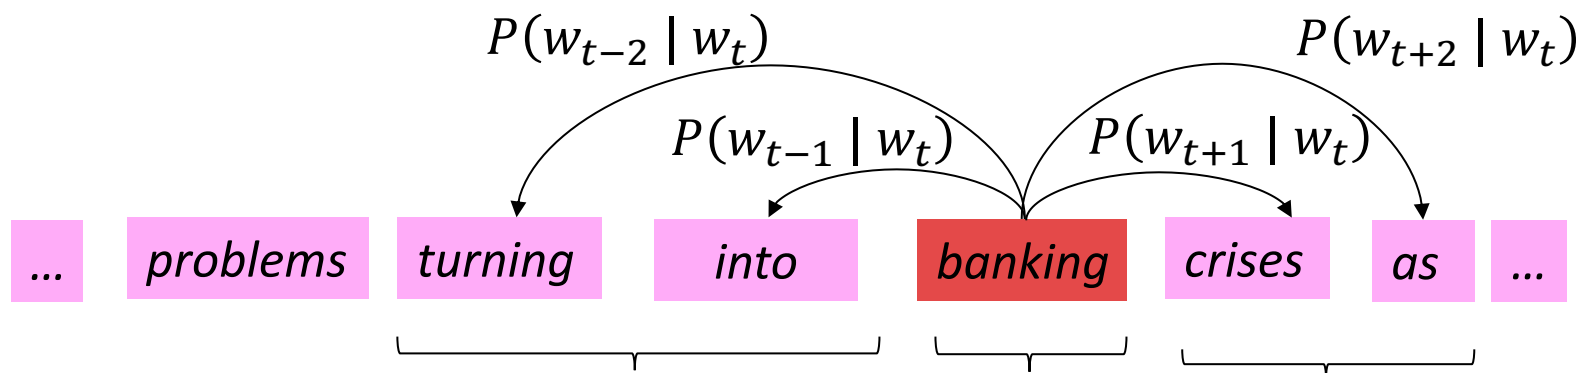 P(w_{t−2} | w_t) P(w_{t+2} | w_t)
P(w_{t−1} | w_t) P(w_{t+1} | w_t)
... problems turning into banking crises as ...